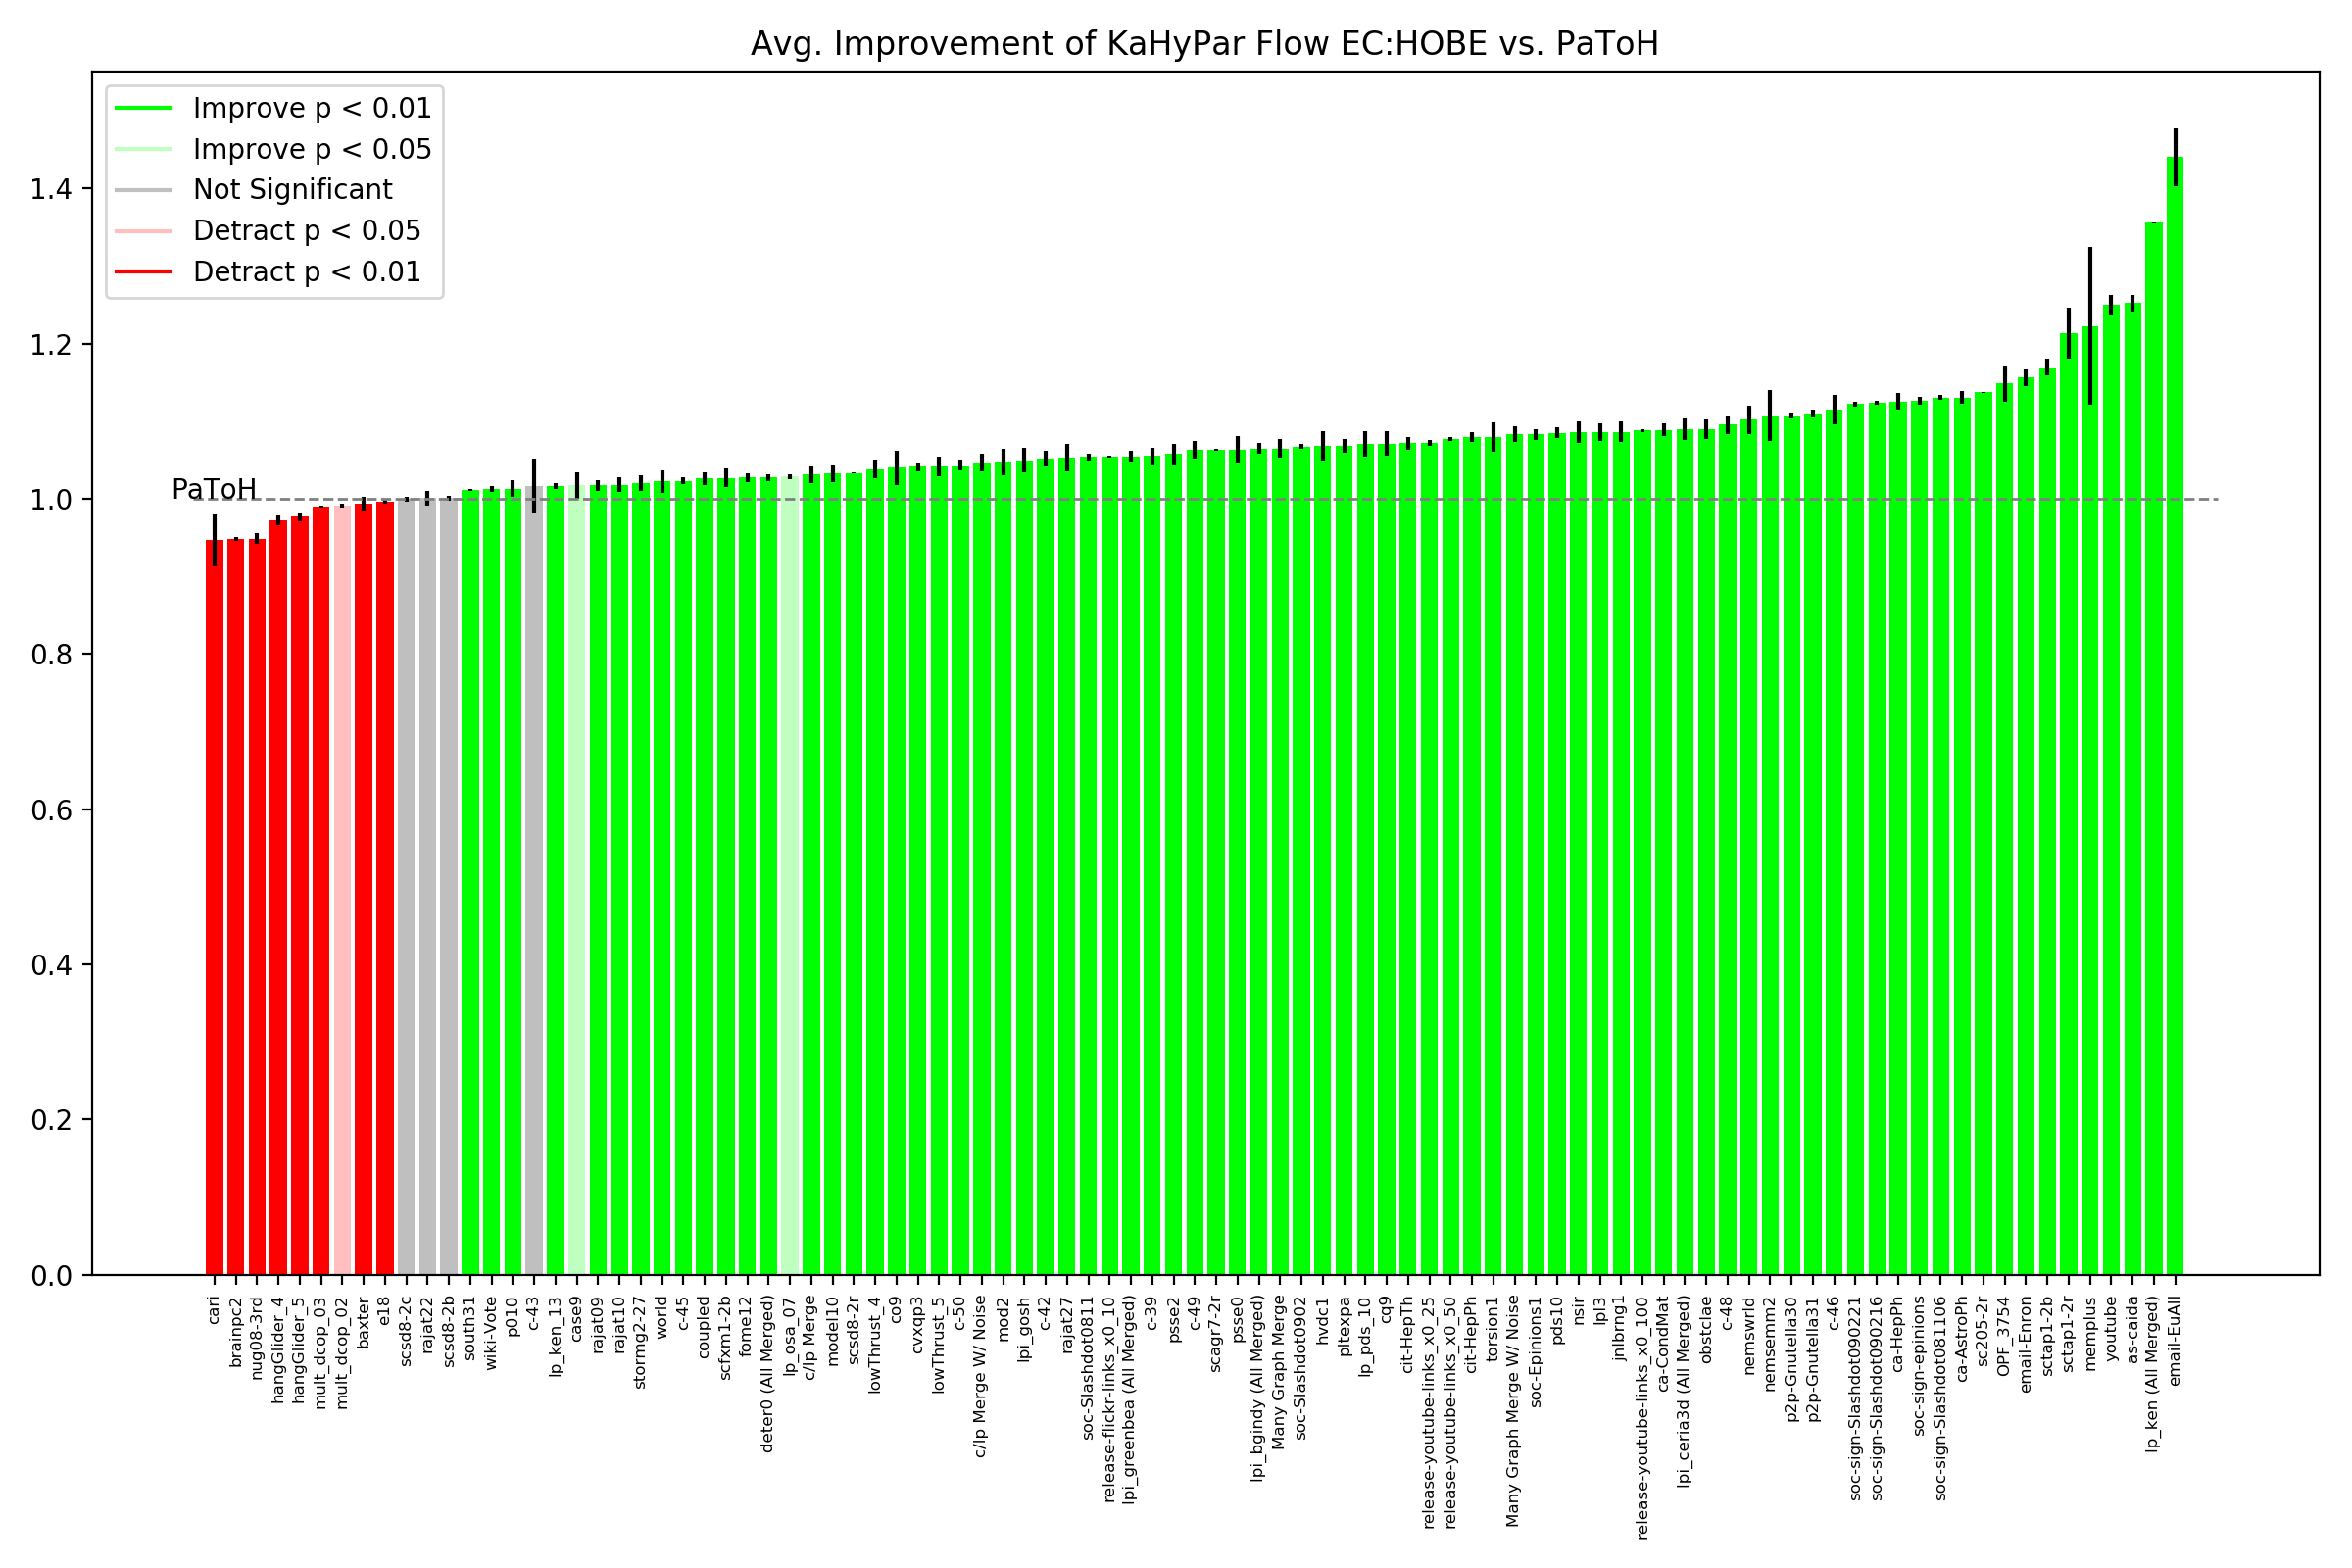 Avg. Improvement of KaHyPar Flow EC:HOBE vs. PaToH
Improve p < 0.01
Improve p < 0.05
Not Significant
Detract p < 0.05
Detract p < 0.01
1.4
1.2
1.0
0.8
0.6
0.4
0.2
0.0
PaToH
cari
brainpc2
nug08-3rd
hangGlider_4
hangGlider_5
mult_dcop_03
mult_dcop_02
baxter
e18
scsd8-2c
rajat22
scsd8-2b
south31
wiki-Vote
p010
c-43
lp_ken_13
case9
rajat09
rajat10
stormg2-27
world
c-45
coupled
scfxm1-2b
fome12
deter0 (All Merged)
lp_osa_07
c/lp Merge
model10
scsd8-2r
lowThrust_4
co9
cvxqp3
lowThrust_5
c-50
c/lp Merge W/ Noise
mod2
lpi_gosh
c-42
rajat27
soc-Slashdot0811
release-flickr-links_x0_10
lpi_greenbea (All Merged)
c-39
psse2
c-49
scagr7-2r
psse0
lpi_bgindy (All Merged)
Many Graph Merge
soc-Slashdot0902
hvdc1
pltexpa
lp_pds_10
cq9
cit-HepTh
release-youtube-links_x0_25
release-youtube-links_x0_50
cit-HepPh
torsion1
Many Graph Merge W/ Noise
soc-Epinions1
pds10
nsir
lpl3
jnlbrng1
release-youtube-links_x0_100
ca-CondMat
lpi_ceria3d (All Merged)
obstclae
c-48
nemswrld
nemsemm2
p2p-Gnutella30
p2p-Gnutella31
c-46
soc-sign-Slashdot090221
soc-sign-Slashdot090216
ca-HepPh
soc-sign-epinions
soc-sign-Slashdot081106
ca-AstroPh
sc205-2r
OPF_3754
email-Enron
sctap1-2b
sctap1-2r
memplus
youtube
as-caida
lp_ken (All Merged)
email-EuAll